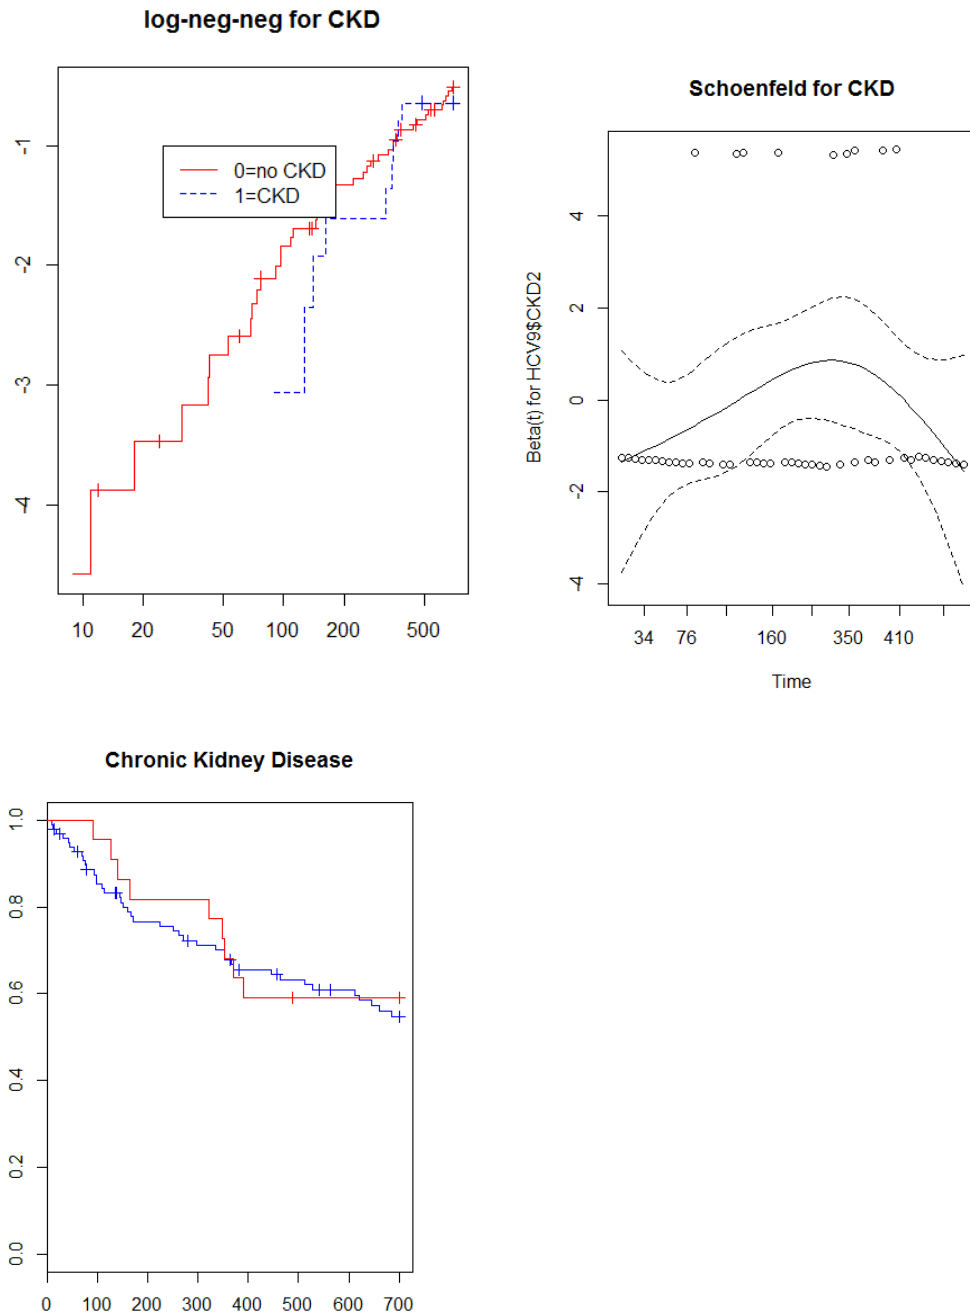 log-neg-neg for CKD
-1
-2
-3
-4
0=no CKD
1=CKD
10 20 50 100 200 500
Schoenfeld for CKD
Beta(t) for HCV9$CKD2
4
2
0
-2
-4
34 76 160 350 410
Time
Chronic Kidney Disease
1.0
0.8
0.6
0.4
0.2
0.0
0 100 200 300 400 500 600 700